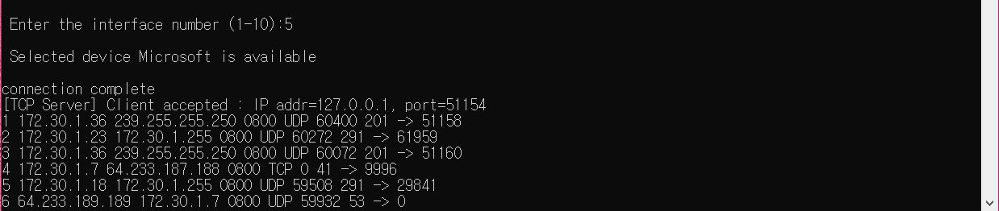 Enter the interface number (1-10):5
Selected device Microsoft is available
connection complete
[TCP Server] Client accepted : IP addr=127.0.0.1, port=51154
1 172.30.1.36 239.255.255.250 0800 UDP 60400 201 -> 51158
2 172.30.1.23 172.30.1.255 0800 UDP 60272 291 -> 61959
3 172.30.1.36 239.255.255.250 0800 UDP 60072 201 -> 51160
4 172.30.1.7 64.233.187.188 0800 TCP 0 41 -> 9996
5 172.30.1.18 172.30.1.255 0800 UDP 59508 291 -> 29841
6 64.233.189.189 172.30.1.7 0800 UDP 59932 53 -> 0